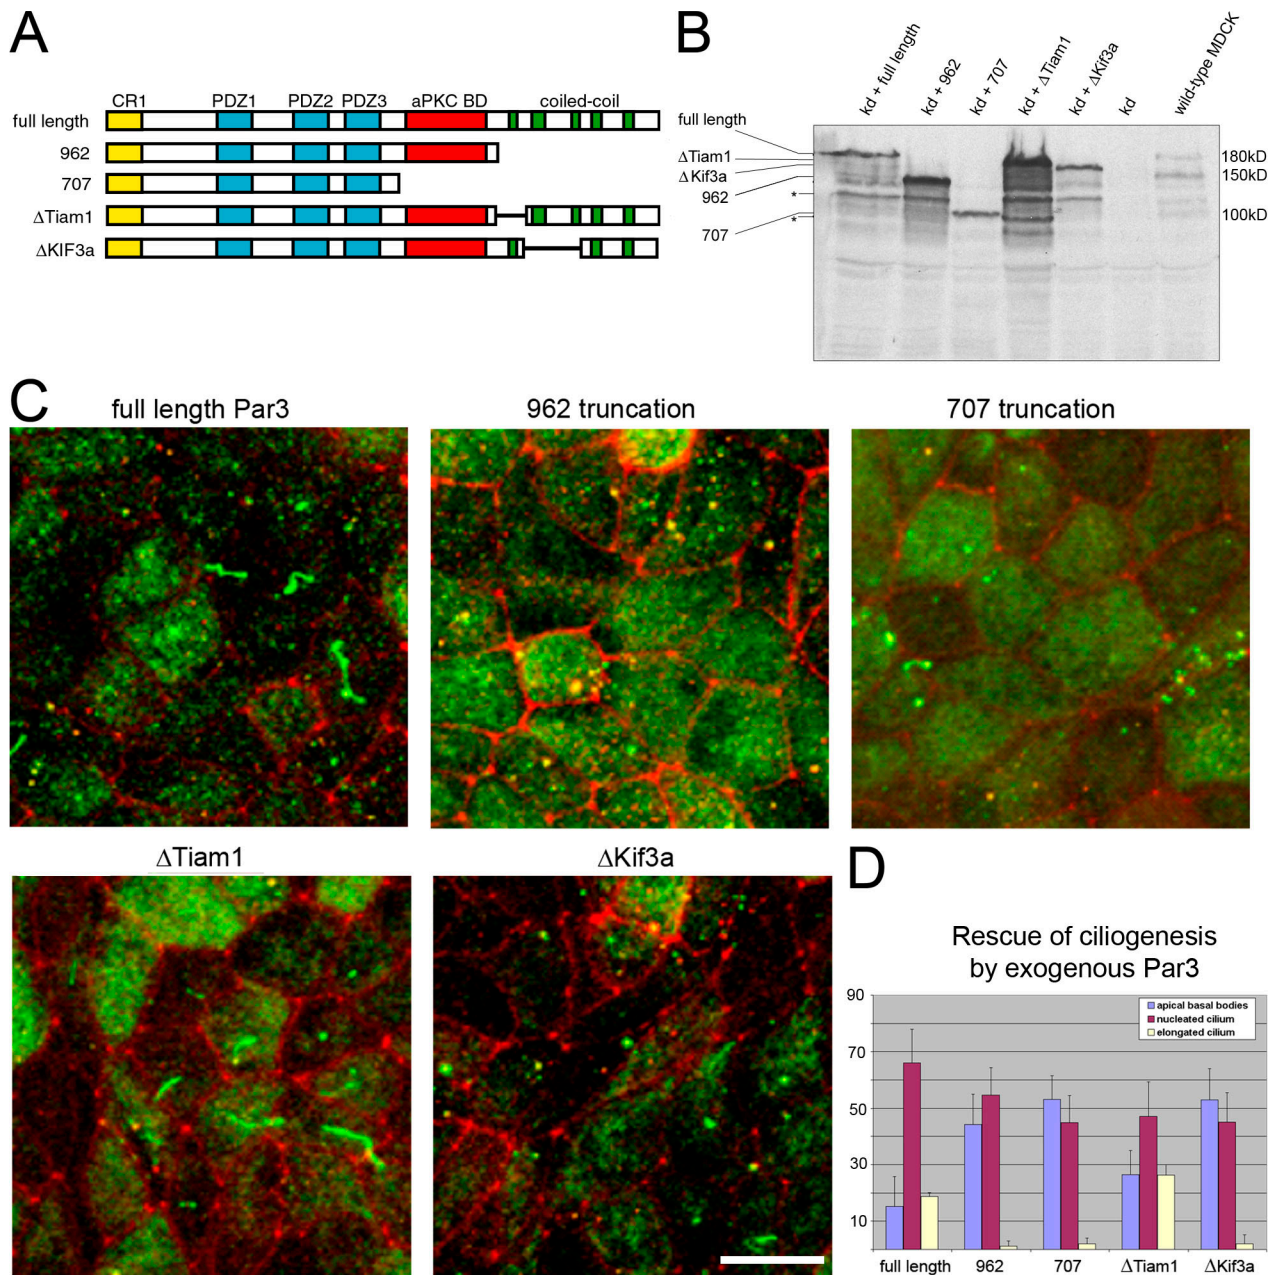 A
CR1 PDZ1 PDZ2 PDZ3 aPKC BD coiled-coil
full length
962
707
ΔTiam1
ΔKIF3a
B
kd + full length
kd + 962
kd + 707
kd + ΔTiam1
kd + ΔKif3a
kd
wild-type MDCK
full length
ΔTiam1
ΔKif3a
962
*
*
707
180kD
150kD
100kD
C
full length Par3
962 truncation
707 truncation
ΔTiam1
ΔKif3a
D
Rescue of ciliogenesis
by exogenous Par3
apical basal bodies
nucleated cilium
elongated cilium
90
70
50
30
10
full length 962 707 ΔTiam1 ΔKif3a